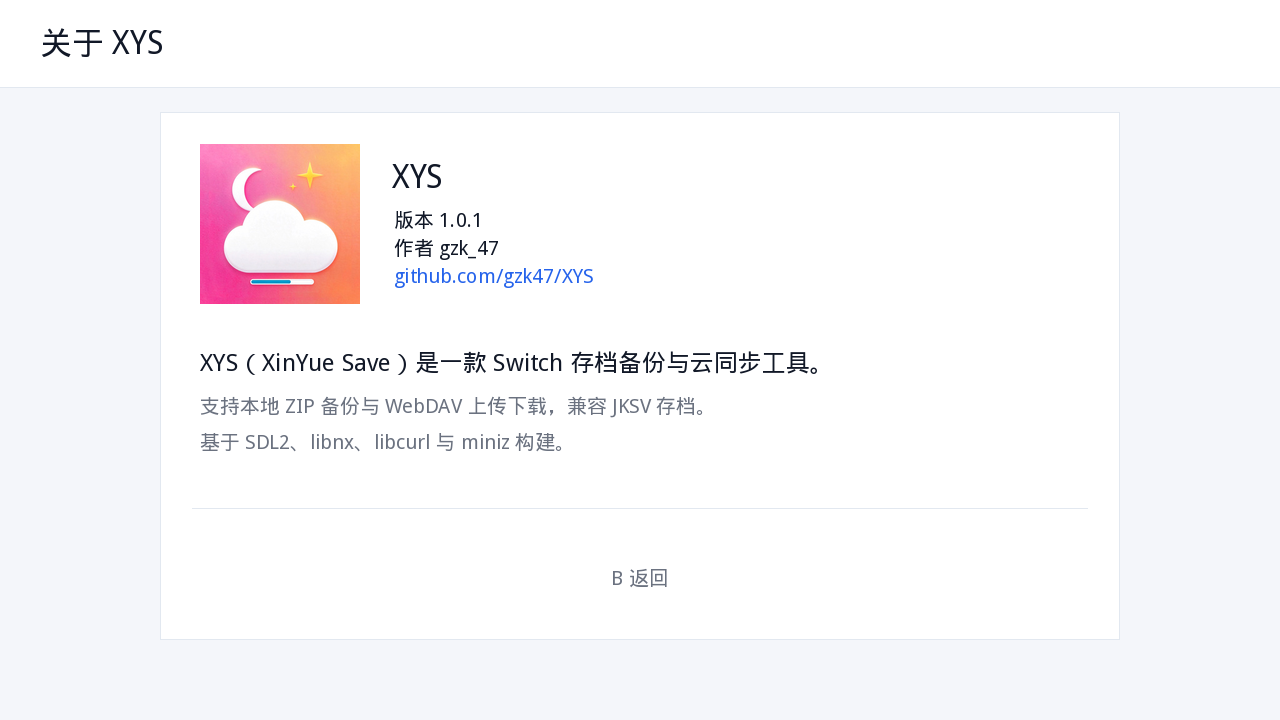 关于 XYS
XYS
版本 1.0.1
作者 gzk_47
github.com/gzk47/XYS
XYS（XinYue Save）是一款 Switch 存档备份与云同步工具。
支持本地 ZIP 备份与 WebDAV 上传下载，兼容 JKSV 存档。
基于 SDL2、libnx、libcurl 与 miniz 构建。
B 返回